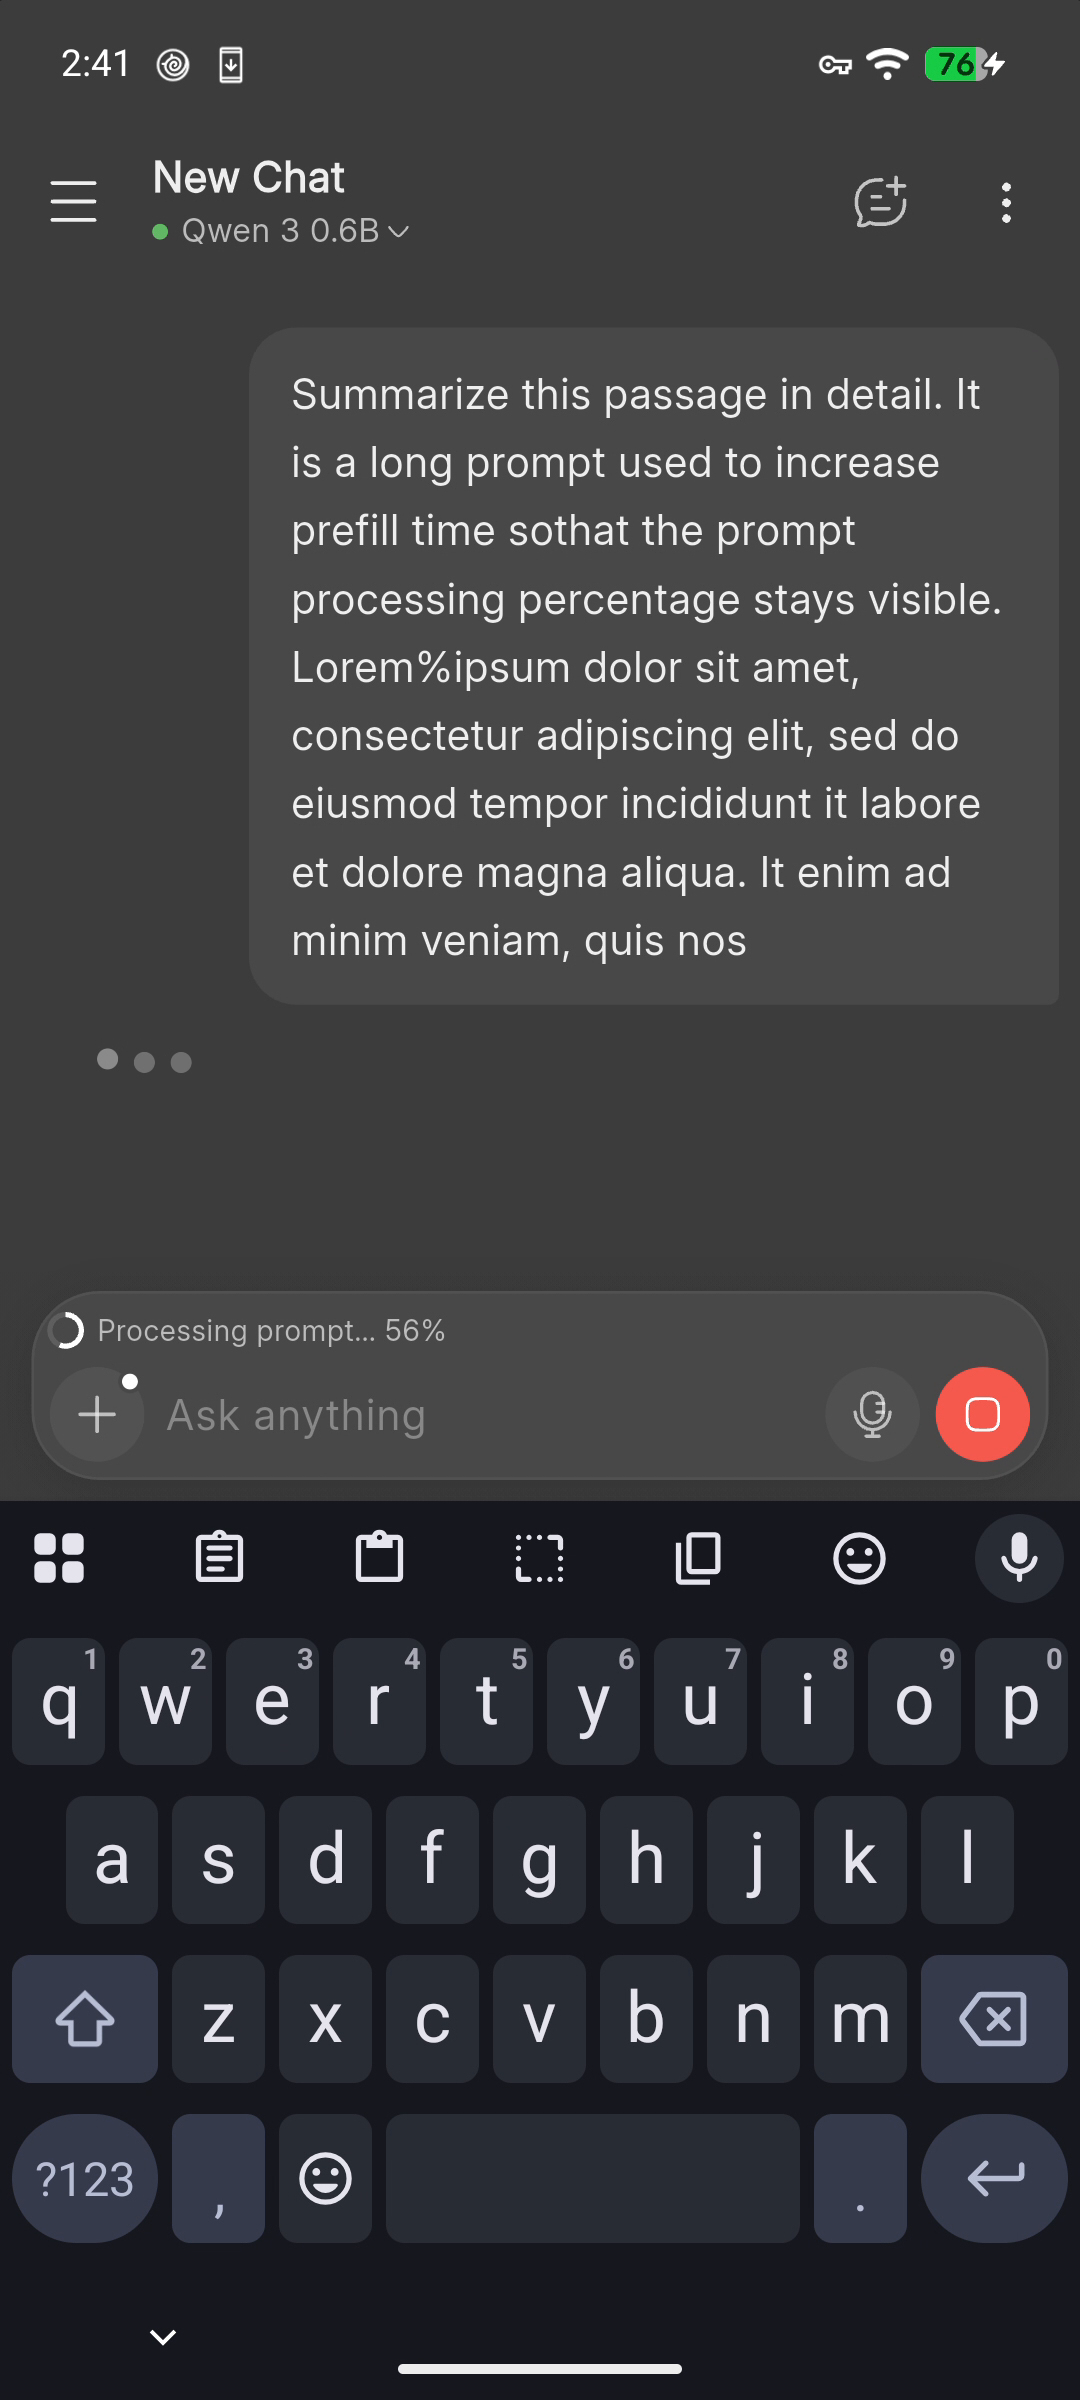 2:41
76
New Chat
Qwen 3 0.6B
Summarize this passage in detail. It
is a long prompt used to increase
prefill time sothat the prompt
processing percentage stays visible.
Lorem%ipsum dolor sit amet,
consectetur adipiscing elit, sed do
eiusmod tempor incididunt it labore
et dolore magna aliqua. It enim ad
minim veniam, quis nos
Processing prompt... 56%
Ask anything
1 2 3 4 5 6 7 8 9 0
q w e r t y u i o p
a s d f g h j k l
z x c v b n m
?123 , .